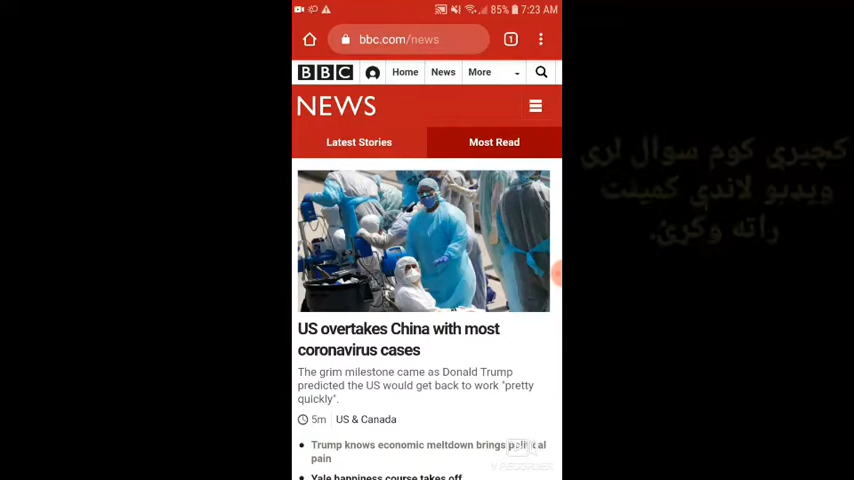 85% 7:23 AM
bbc.com/news
1
BBC
Home
News
More
NEWS
Latest Stories
Most Read
US overtakes China with most
coronavirus cases
The grim milestone came as Donald Trump
predicted the US would get back to work "pretty
quickly".
5m
US & Canada
Trump knows economic meltdown brings political
pain
Yale happiness course takes off
کچیري کوم سوال لری
ویدیو لاندې کمېنټ
راته وکړئ.